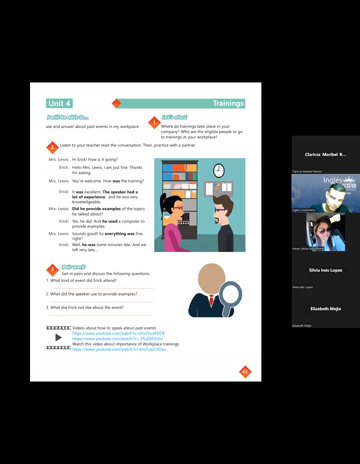 Unit 4
Trainings
I will be able to...
ask and answer about past events in my workplace
1.
Let's start
Where do trainings take place in your
company? Who are the eligible people to go
to trainings at your workplace?
2.
Listen to your teacher read the conversation. Then, practice with a partner.
Mrs. Lewis: Hi Erick! How is it going?
Erick: Hello Mrs. Lewis, I am just fine. Thanks
for asking.
Mrs. Lewis: You're welcome. How was the training?
Erick: It was excellent. The speaker had a
lot of experience, and he was very
knowledgeable.
Mrs. Lewis: Did he provide examples of the topics
he talked about?
Erick: Yes, he did. And he used a computer to
provide examples.
Mrs. Lewis: Sounds good! So everything was fine,
right?
Erick: Well, he was some minutes late. And we
left very late...
3.
Pair-work
Get in pairs and discuss the following questions:
1. What kind of event did Erick attend?
2. What did the speaker use to provide examples?
3. What did Erick not like about the event?
Videos about how to speak about past events
Watch this video about importance of Workplace trainings
43
Clarissa Maribel R...
Inglés
Silvia Inés Lopez
Elizabeth Mejía
Elizabeth Mejía